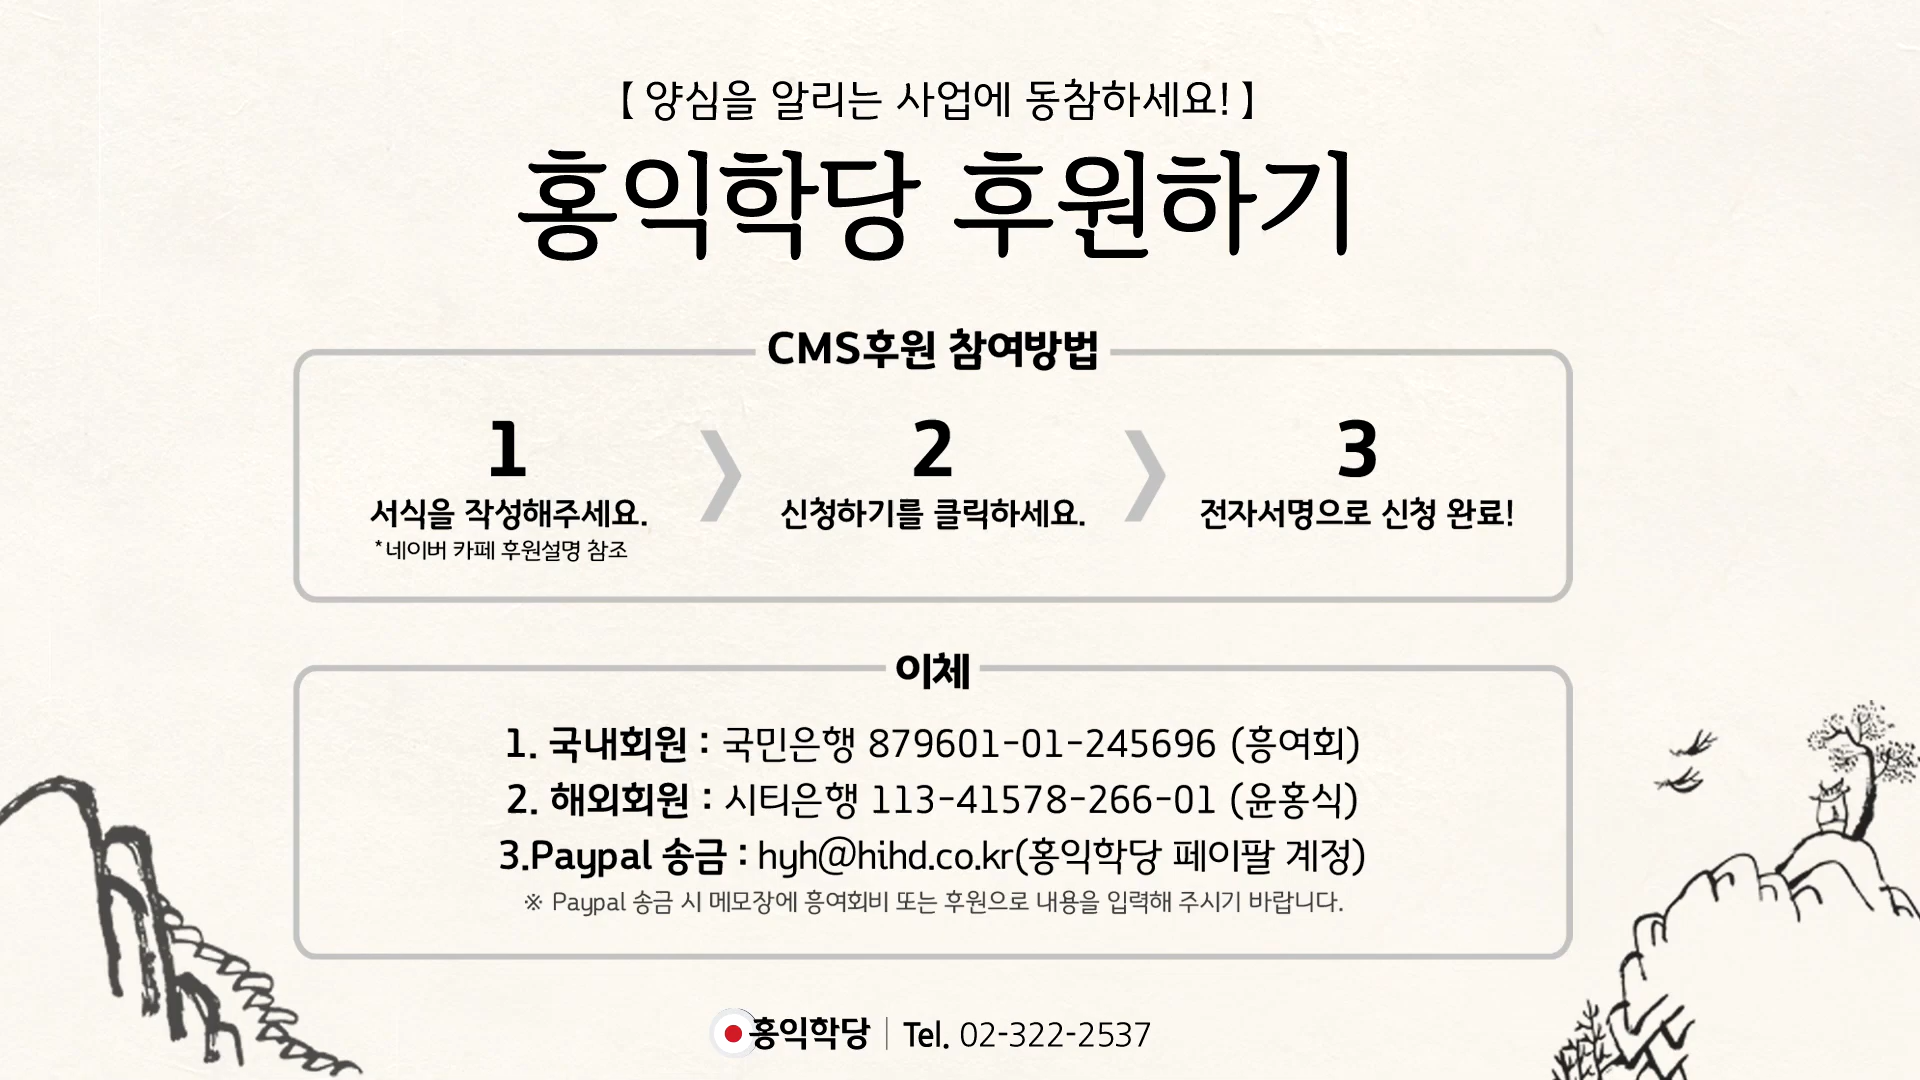 【 양심을 알리는 사업에 동참하세요! 】
홍익학당 후원하기
CMS후원 참여방법
1
서식을 작성해주세요.
*네이버 카페 후원설명 참조
2
신청하기를 클릭하세요.
3
전자서명으로 신청 완료!
이체
1. 국내회원 : 국민은행 879601-01-245696 (흥여회)
2. 해외회원 : 시티은행 113-41578-266-01 (윤홍식)
3.Paypal 송금 : hyh@hihd.co.kr(홍익학당 페이팔 계정)
※ Paypal 송금 시 메모장에 흥여회비 또는 후원으로 내용을 입력해 주시기 바랍니다.
홍익학당 | Tel. 02-322-2537